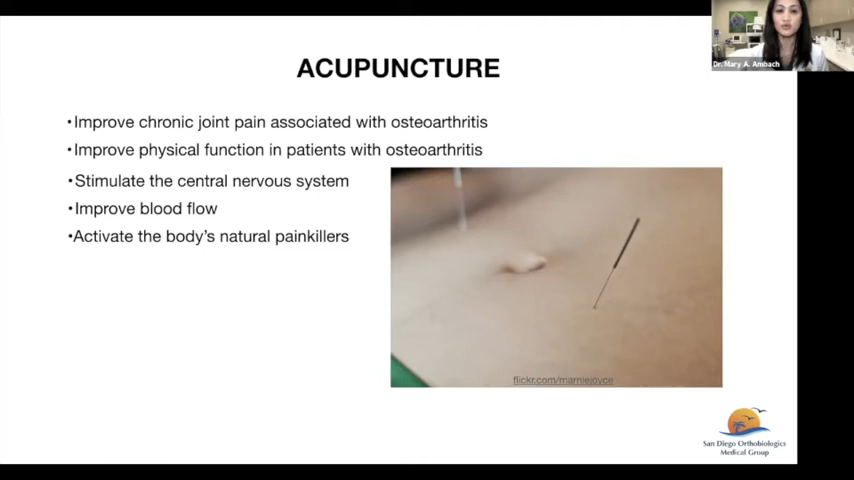 Dr. Mary A. Ambach
ACUPUNCTURE
•Improve chronic joint pain associated with osteoarthritis
•Improve physical function in patients with osteoarthritis
•Stimulate the central nervous system
•Improve blood flow
•Activate the body's natural painkillers
flickr.com/marniejoyce
San Diego Orthobiologics
Medical Group